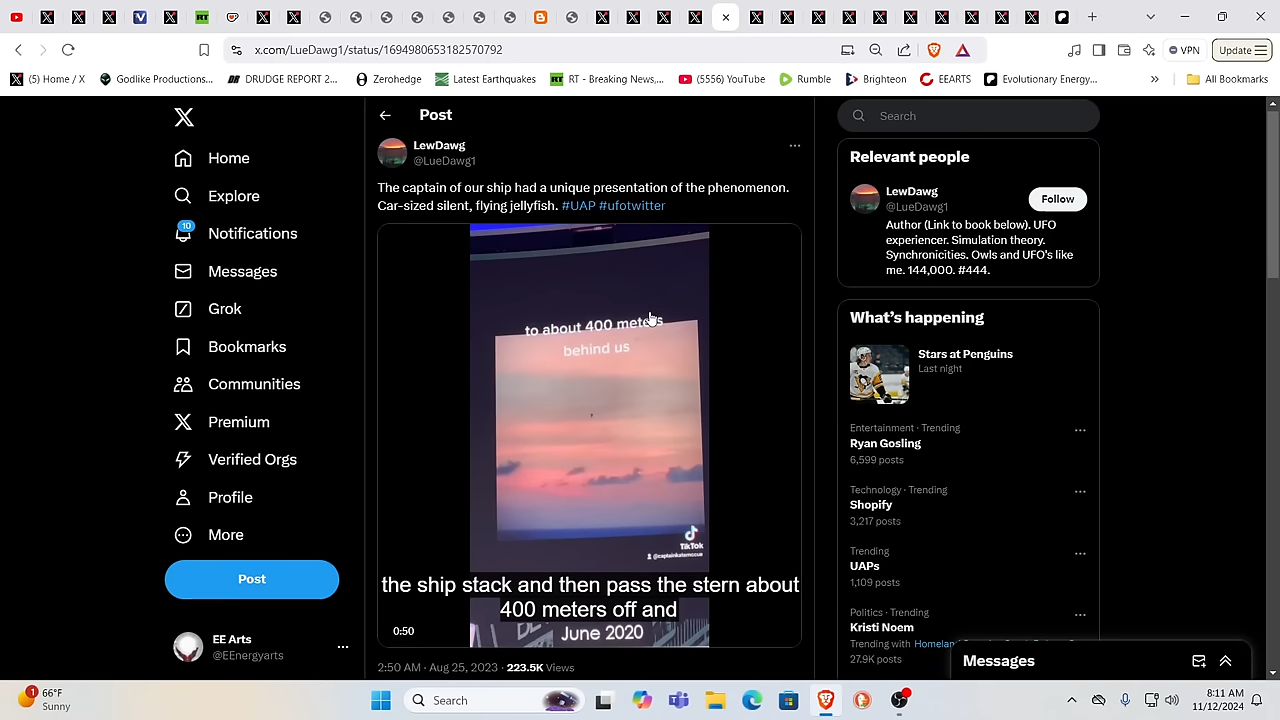 x.com/LueDawg1/status/1694980653182570792
VPN
Update
(5) Home / X
Godlike Productions...
DRUDGE REPORT 2...
Zerohedge
Latest Earthquakes
RT - Breaking News,...
(5556) YouTube
Rumble
Brighteon
EEARTS
Evolutionary Energy...
»
All Bookmarks
Home
Explore
10
Notifications
Messages
Grok
Bookmarks
Communities
Premium
Verified Orgs
Profile
More
Post
EE Arts
@EEnergyarts
Post
LewDawg
@LueDawg1
The captain of our ship had a unique presentation of the phenomenon.
Car-sized silent, flying jellyfish. #UAP #ufotwitter
to about 400 meters
behind us
TikTok
@captainkatemccue
the ship stack and then pass the stern about
400 meters off and
June 2020
0:50
2:50 AM · Aug 25, 2023 · 223.5K Views
Search
Relevant people
LewDawg
@LueDawg1
Follow
Author (Link to book below). UFO
experiencer. Simulation theory.
Synchronicities. Owls and UFO's like
me. 144,000. #444.
What's happening
Stars at Penguins
Last night
Entertainment · Trending
Ryan Gosling
6,599 posts
Technology · Trending
Shopify
3,217 posts
Trending
UAPs
1,109 posts
Politics · Trending
Kristi Noem
Trending with Homelan
27.9K posts
Messages
1
66°F
Sunny
Search
8:11 AM
11/12/2024